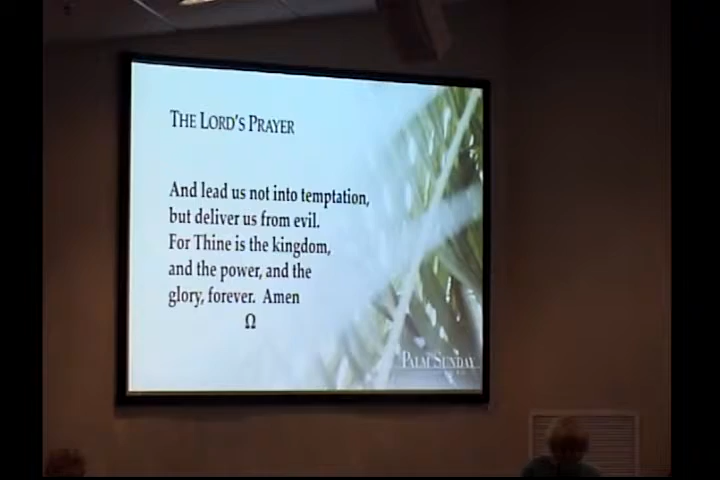 THE LORD'S PRAYER
And lead us not into temptation,
but deliver us from evil.
For Thine is the kingdom,
and the power, and the
glory, forever. Amen
Ω
PALM SUNDAY